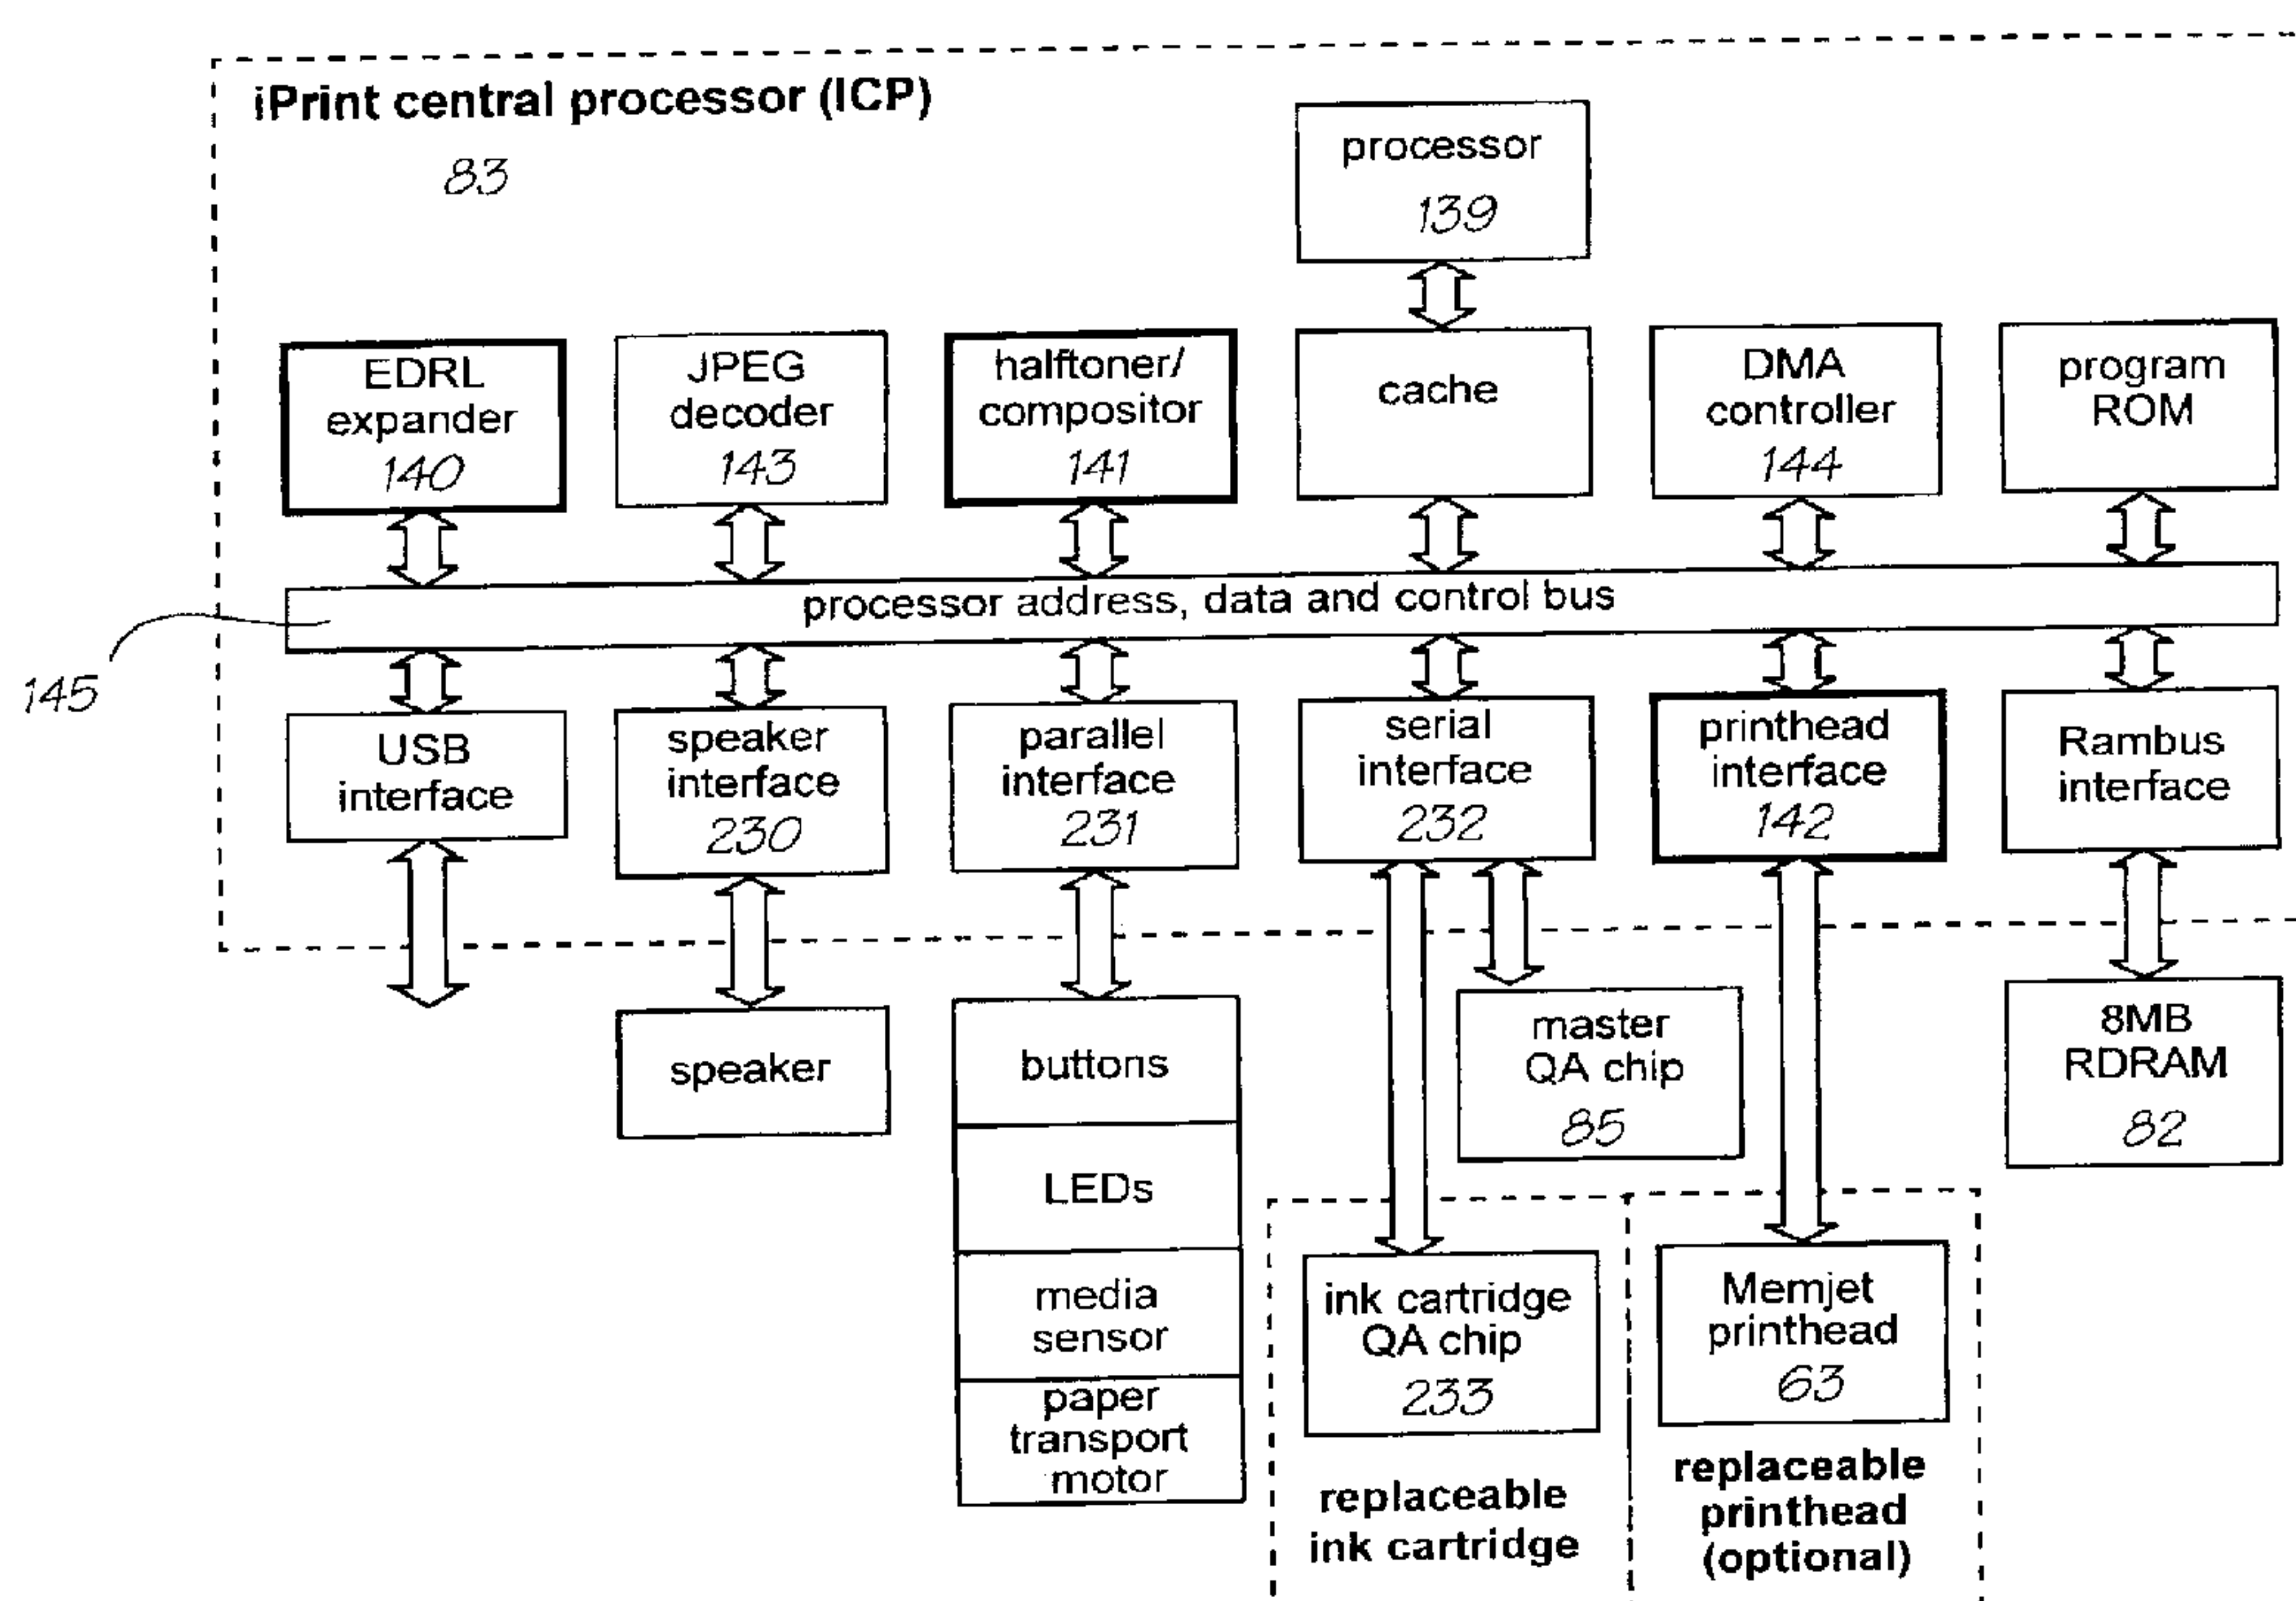 iPrint central processor (ICP)
83
processor
139
EDRL
expander
140
JPEG
decoder
143
halftoner/
compositor
141
cache
DMA
controller
144
program
ROM
processor address, data and control bus
145
USB
interface
speaker
interface
230
parallel
interface
231
serial
interface
232
printhead
interface
142
Rambus
interface
speaker
buttons
LEDs
media
sensor
paper
transport
motor
master
QA chip
85
8MB
RDRAM
82
ink cartridge
QA chip
233
Memjet
printhead
63
replaceable
ink cartridge
replaceable
printhead
(optional)